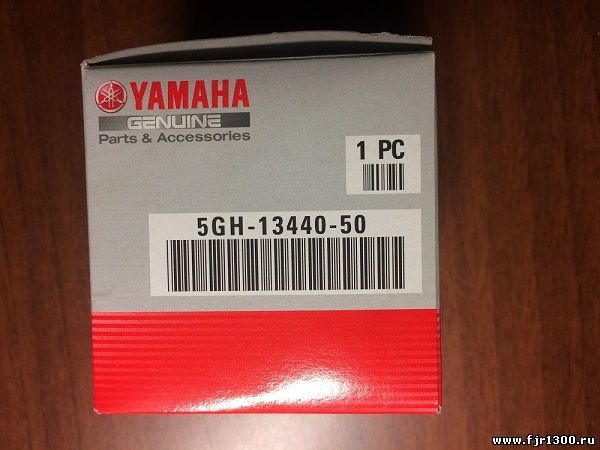 YAMAHA
GENUINE
Parts & Accessories
1 PC
5GH-13440-50
www.fjr1300.ru